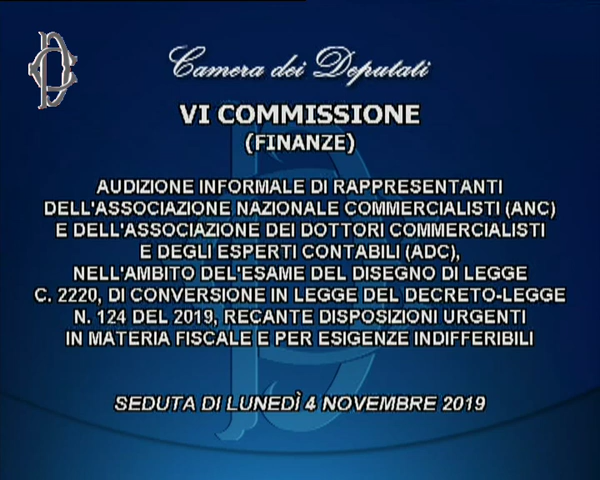 Camera dei Deputati
VI COMMISSIONE
(FINANZE)
AUDIZIONE INFORMALE DI RAPPRESENTANTI
DELL'ASSOCIAZIONE NAZIONALE COMMERCIALISTI (ANC)
E DELL'ASSOCIAZIONE DEI DOTTORI COMMERCIALISTI
E DEGLI ESPERTI CONTABILI (ADC),
NELL'AMBITO DEL'ESAME DEL DISEGNO DI LEGGE
C. 2220, DI CONVERSIONE IN LEGGE DEL DECRETO-LEGGE
N. 124 DEL 2019, RECANTE DISPOSIZIONI URGENTI
IN MATERIA FISCALE E PER ESIGENZE INDIFFERIBILI
SEDUTA DI LUNEDÌ 4 NOVEMBRE 2019